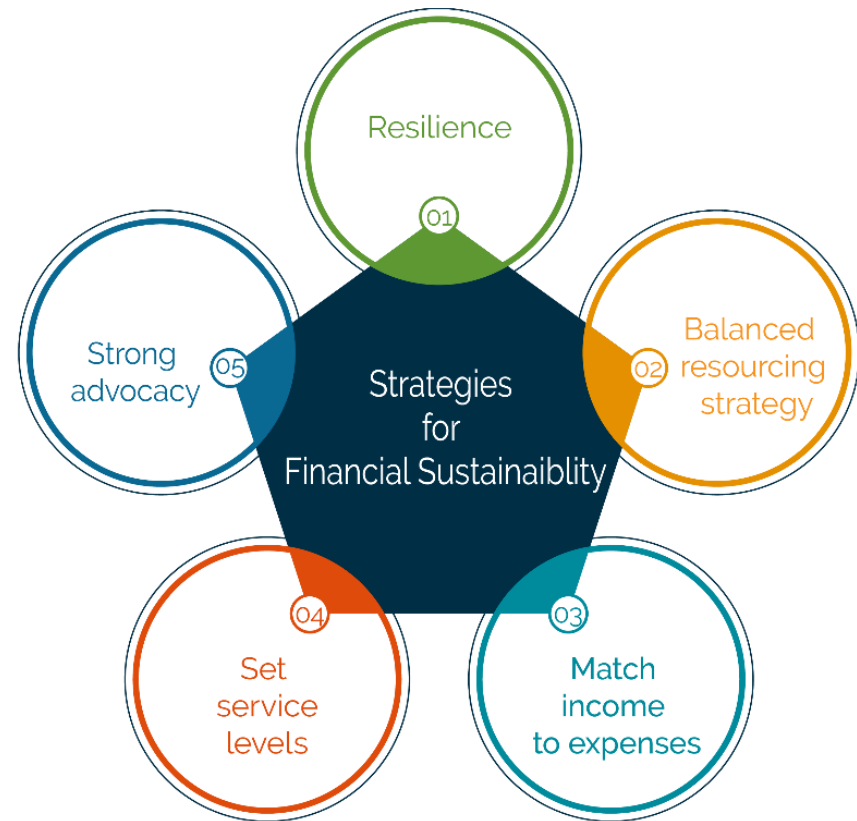 Resilience
01
Balanced
resourcing
strategy
02
Match
income
to expenses
03
Set
service
levels
04
Strong
advocacy
05
Strategies
for
Financial Sustainaiblity